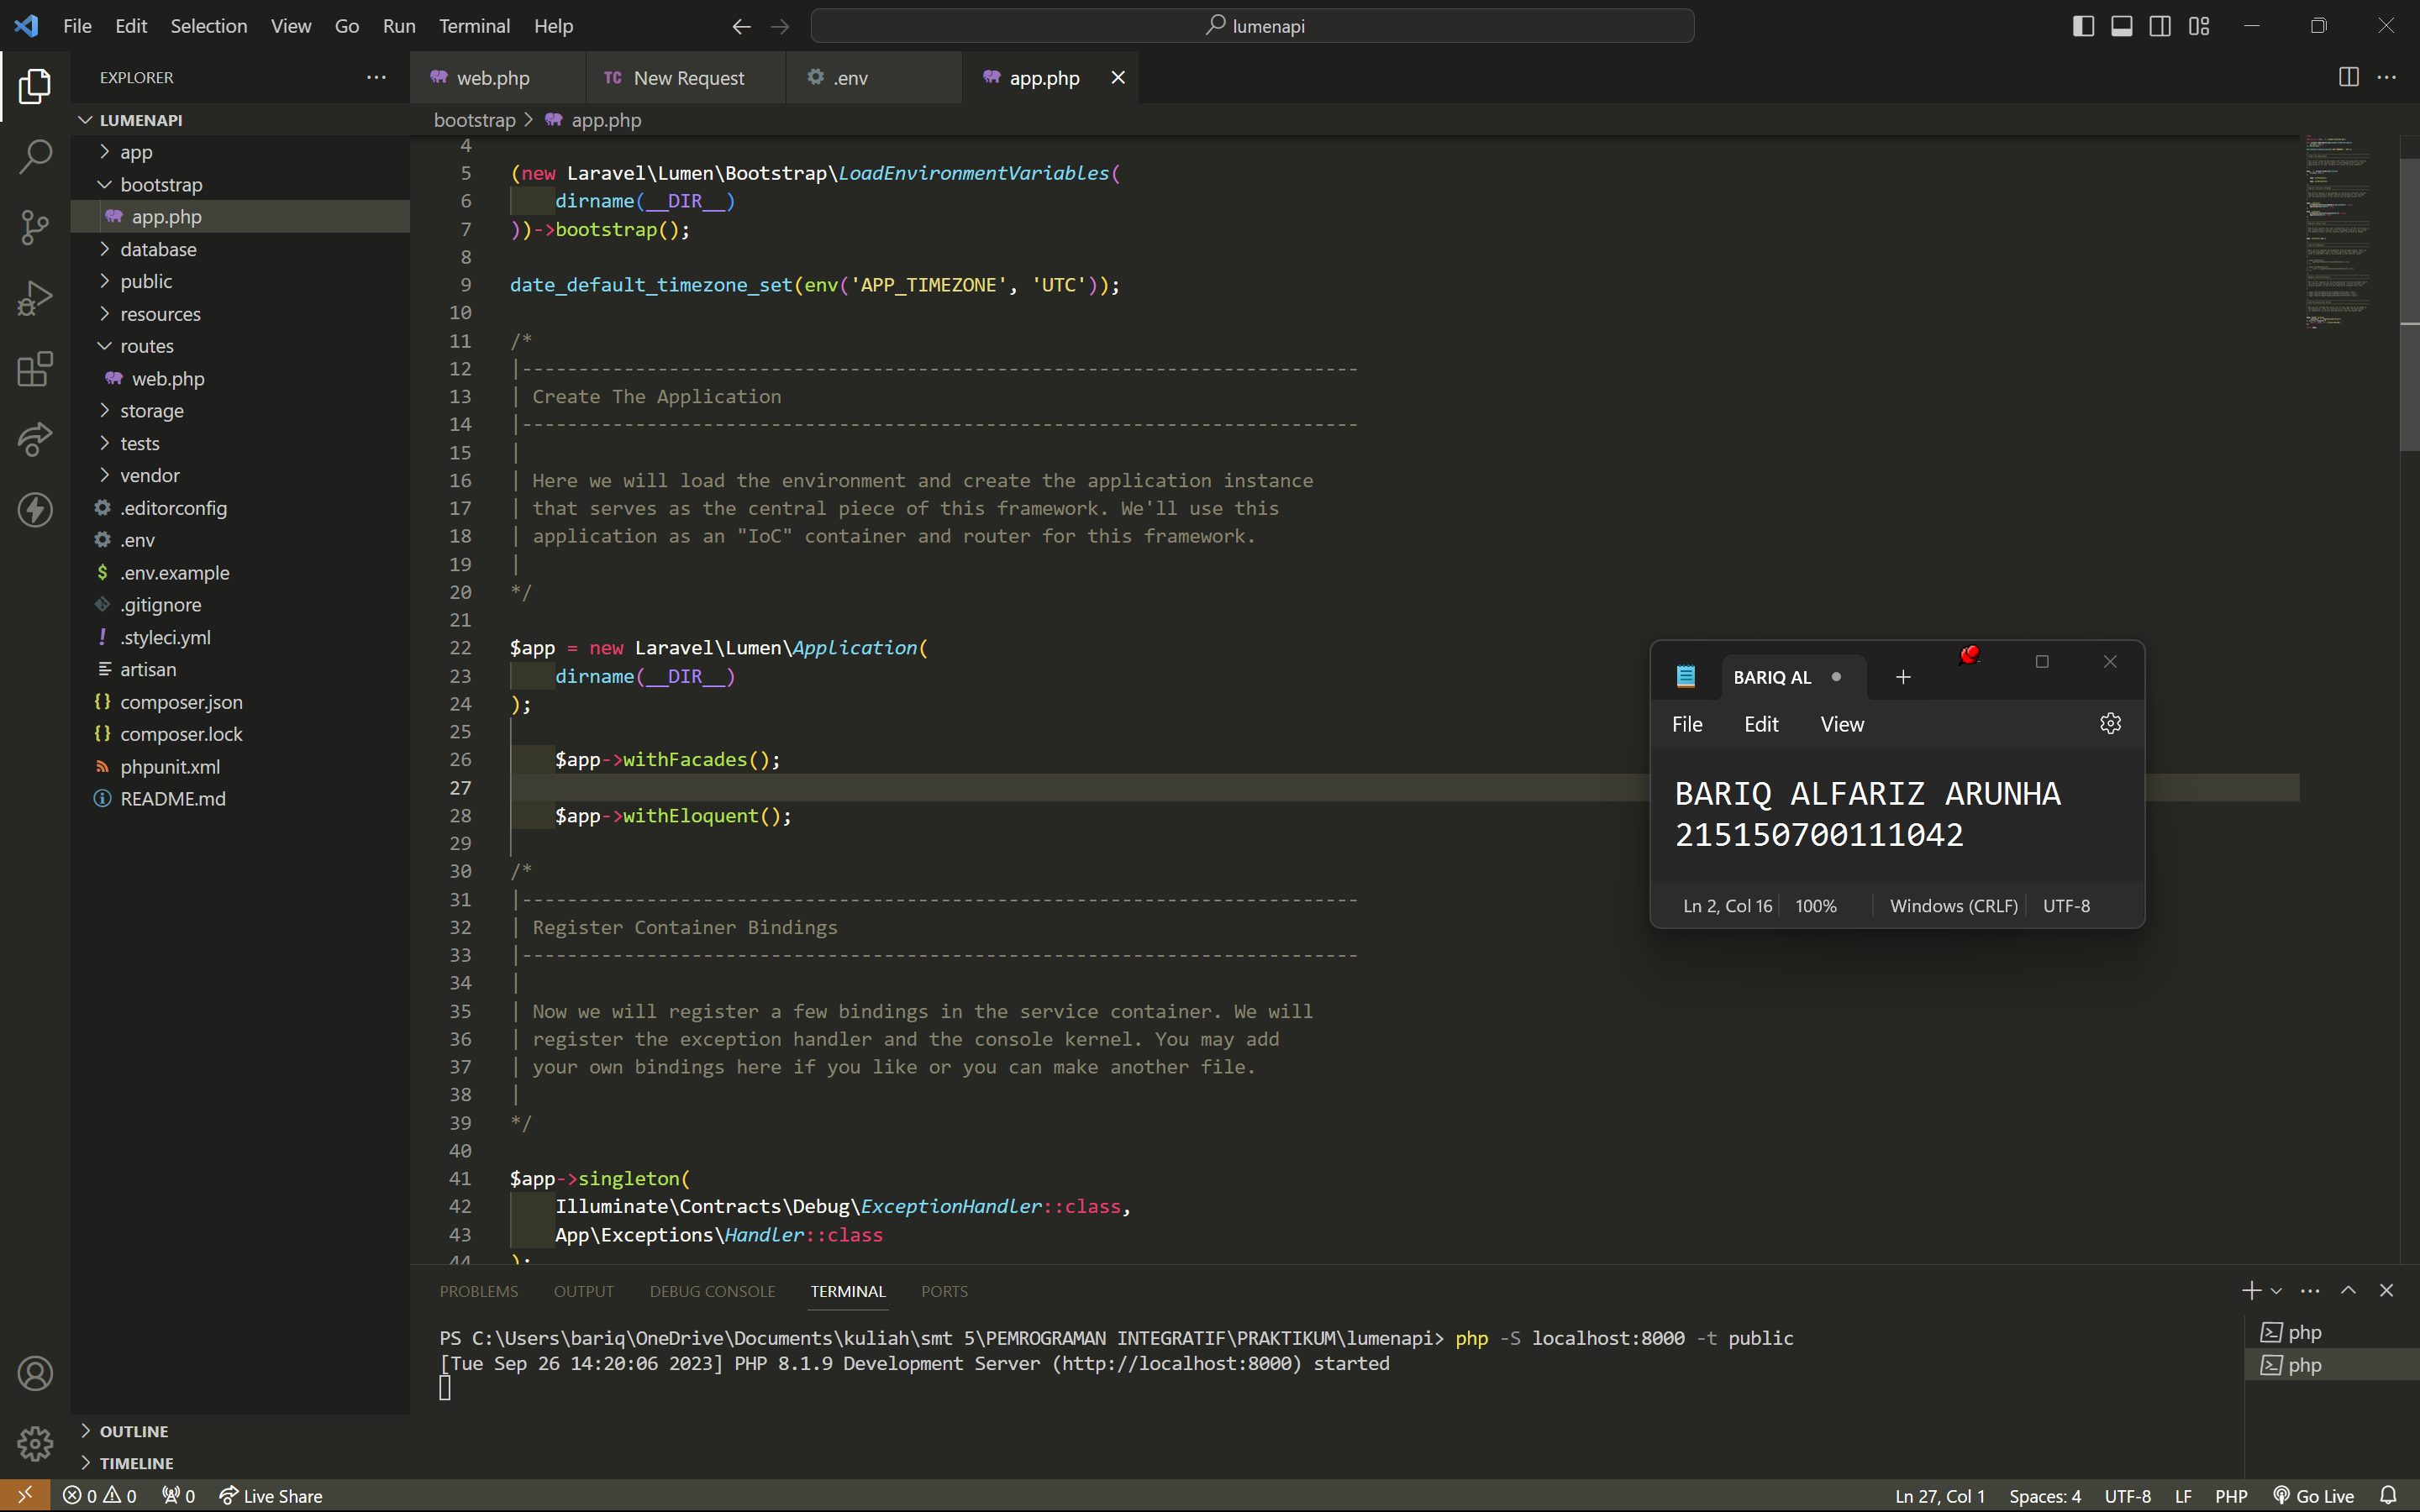 File Edit Selection View Go Run Terminal Help
lumenapi
EXPLORER
LUMENAPI
app
bootstrap
app.php
database
public
resources
routes
web.php
storage
tests
vendor
.editorconfig
.env
.env.example
.gitignore
.styleci.yml
artisan
composer.json
composer.lock
phpunit.xml
README.md
OUTLINE
TIMELINE
web.php TC New Request .env app.php
bootstrap > app.php
4
5 (new Laravel\Lumen\Bootstrap\LoadEnvironmentVariables(
6     dirname(__DIR__)
7 ))->bootstrap();
8
9 date_default_timezone_set(env('APP_TIMEZONE', 'UTC'));
10
11 /*
12 |--------------------------------------------------------------------------
13 | Create The Application
14 |--------------------------------------------------------------------------
15 |
16 | Here we will load the environment and create the application instance
17 | that serves as the central piece of this framework. We'll use this
18 | application as an "IoC" container and router for this framework.
19 |
20 */
21
22 $app = new Laravel\Lumen\Application(
23     dirname(__DIR__)
24 );
25
26     $app->withFacades();
27
28     $app->withEloquent();
29
30 /*
31 |--------------------------------------------------------------------------
32 | Register Container Bindings
33 |--------------------------------------------------------------------------
34 |
35 | Now we will register a few bindings in the service container. We will
36 | register the exception handler and the console kernel. You may add
37 | your own bindings here if you like or you can make another file.
38 |
39 */
40
41 $app->singleton(
42     Illuminate\Contracts\Debug\ExceptionHandler::class,
43     App\Exceptions\Handler::class
44 );
BARIQ AL
File Edit View
BARIQ ALFARIZ ARUNHA
215150700111042
Ln 2, Col 16 100% Windows (CRLF) UTF-8
PROBLEMS OUTPUT DEBUG CONSOLE TERMINAL PORTS
PS C:\Users\bariq\OneDrive\Documents\kuliah\smt 5\PEMROGRAMAN INTEGRATIF\PRAKTIKUM\lumenapi> php -S localhost:8000 -t public
[Tue Sep 26 14:20:06 2023] PHP 8.1.9 Development Server (http://localhost:8000) started
php
php
0 0 0 Live Share
Ln 27, Col 1 Spaces: 4 UTF-8 LF PHP Go Live